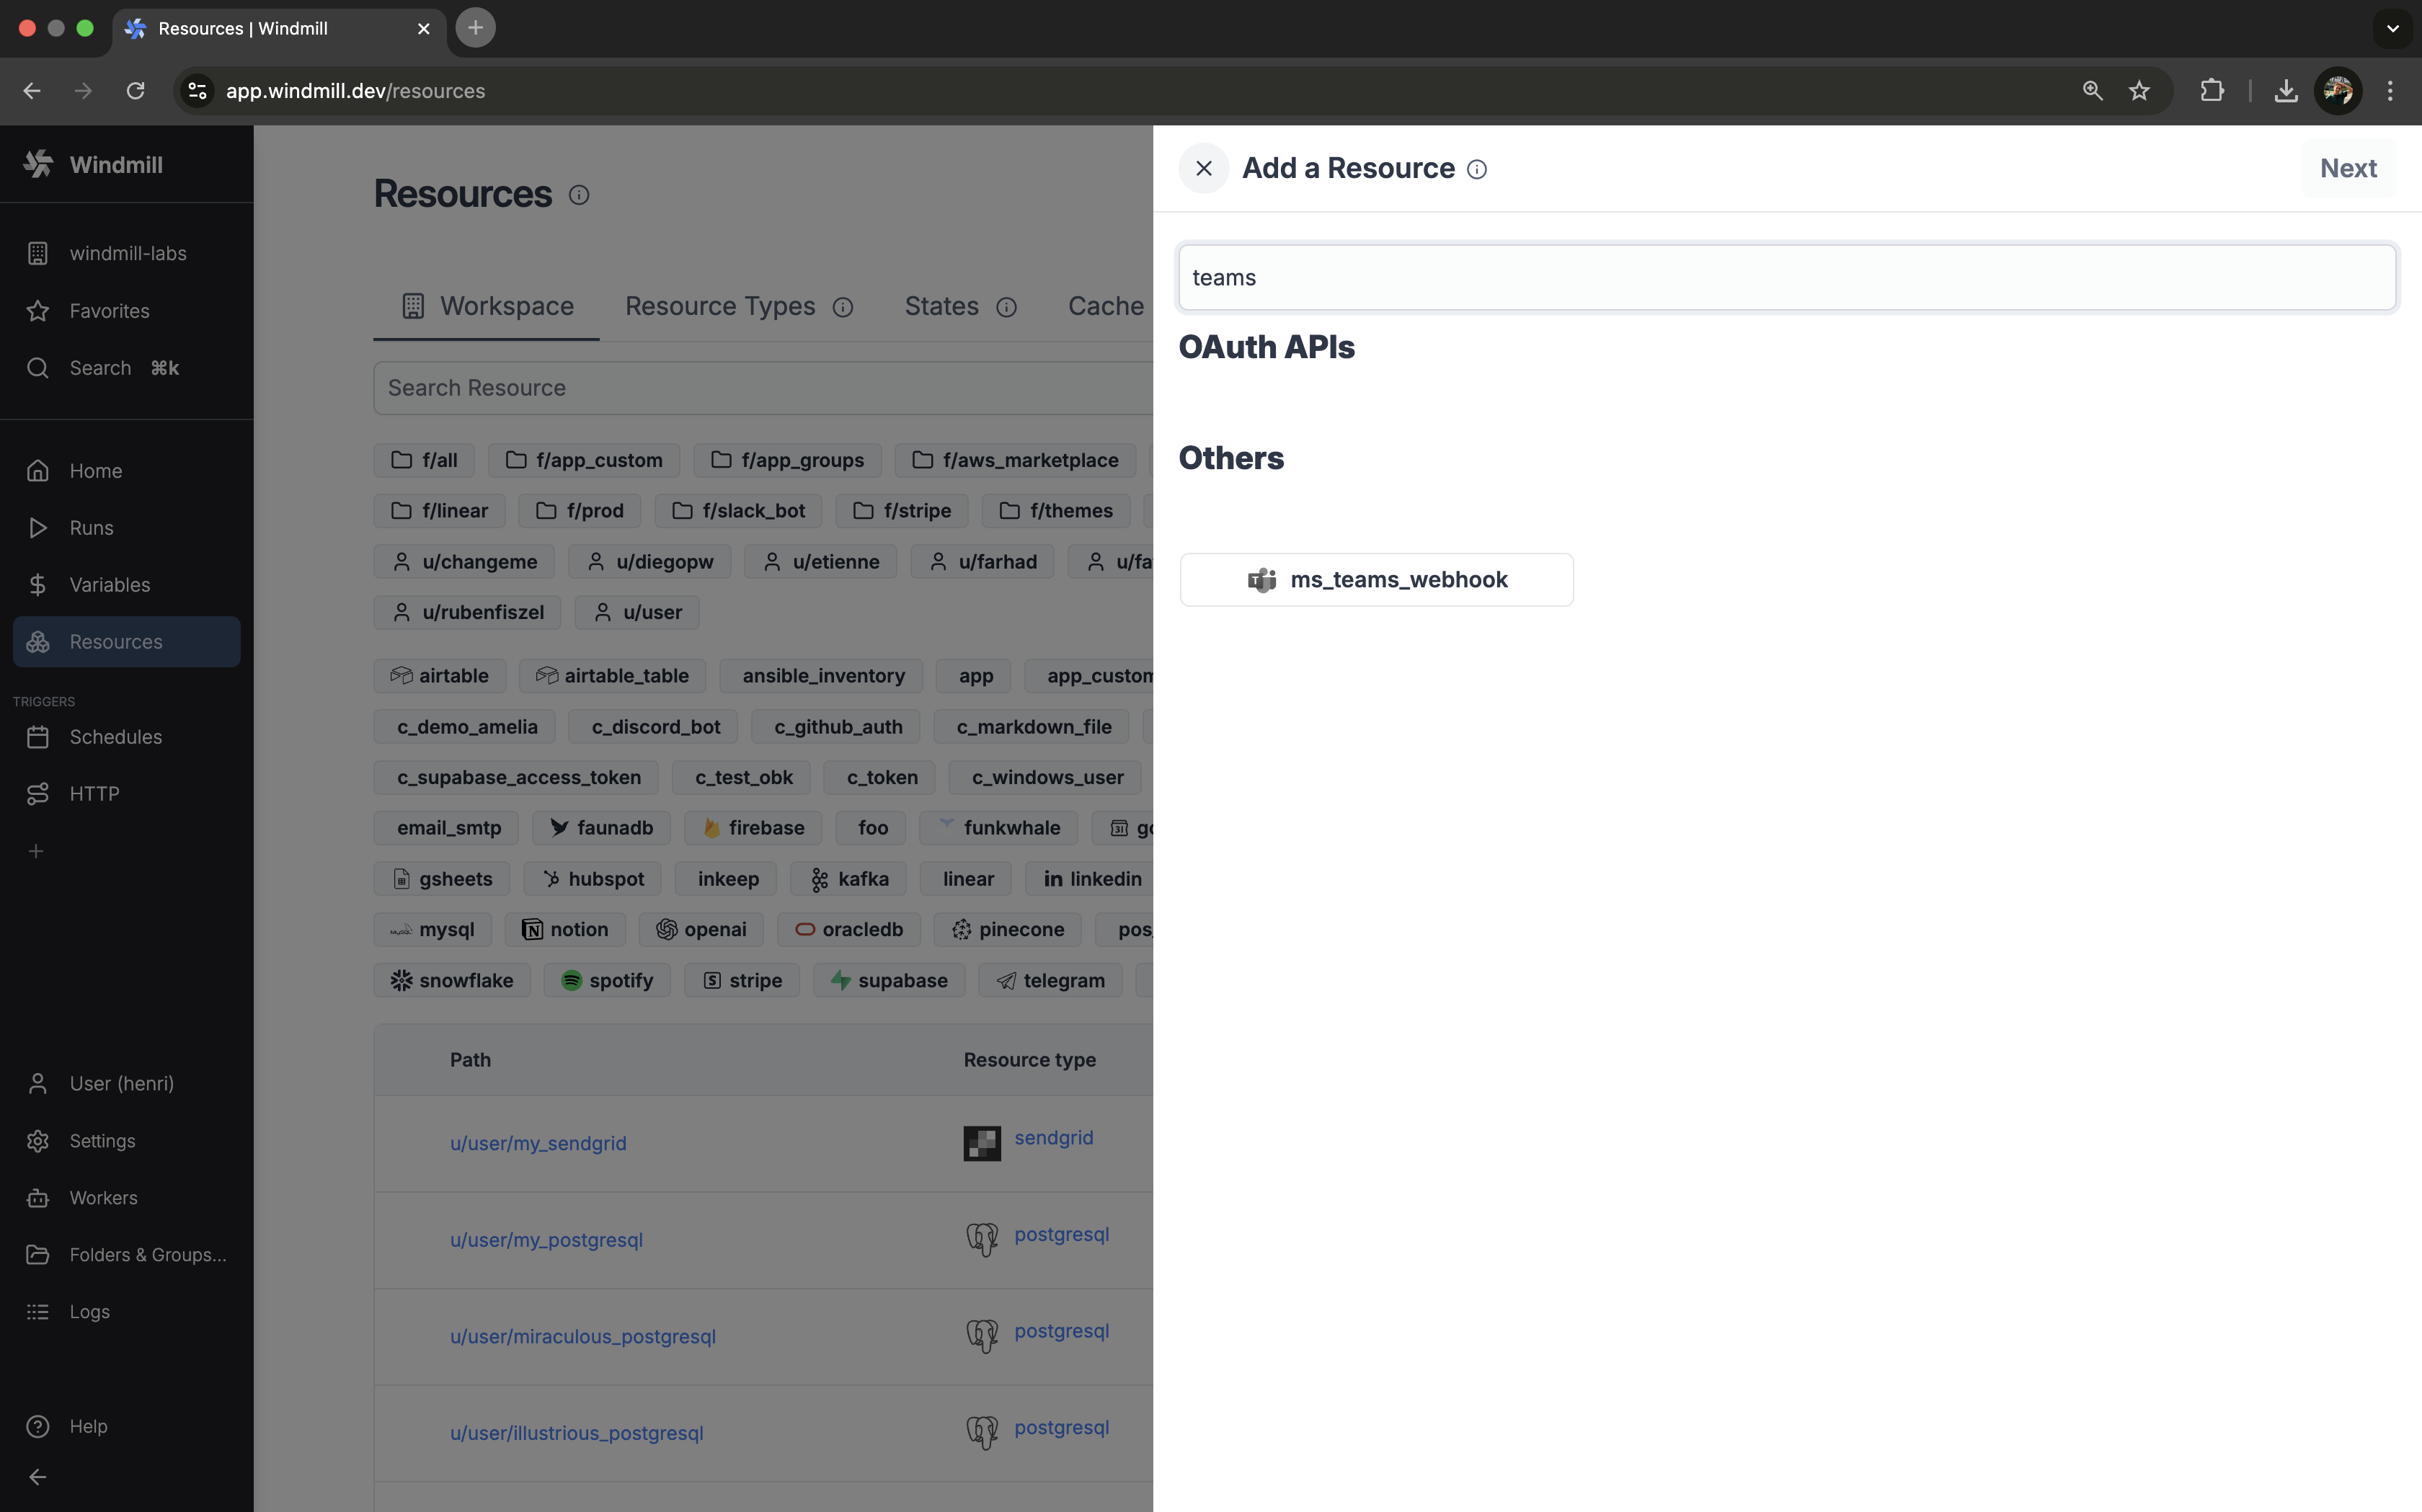 Resources | Windmill
app.windmill.dev/resources
Windmill
windmill-labs
Favorites
Search ⌘k
Home
Runs
Variables
Resources
TRIGGERS
Schedules
HTTP
User (henri)
Settings
Workers
Folders & Groups...
Logs
Help
Resources
Workspace Resource Types States Cache
Search Resource
f/all f/app_custom f/app_groups f/aws_marketplace
f/linear f/prod f/slack_bot f/stripe f/themes
u/changeme u/diegopw u/etienne u/farhad u/fa
u/rubenfiszel u/user
airtable airtable_table ansible_inventory app app_custom
c_demo_amelia c_discord_bot c_github_auth c_markdown_file
c_supabase_access_token c_test_obk c_token c_windows_user
email_smtp faunadb firebase foo funkwhale
gsheets hubspot inkeep kafka linear linkedin
mysql notion openai oracledb pinecone pos
snowflake spotify stripe supabase telegram
Path Resource type
u/user/my_sendgrid sendgrid
u/user/my_postgresql postgresql
u/user/miraculous_postgresql postgresql
u/user/illustrious_postgresql postgresql
Add a Resource
Next
teams
OAuth APIs
Others
ms_teams_webhook